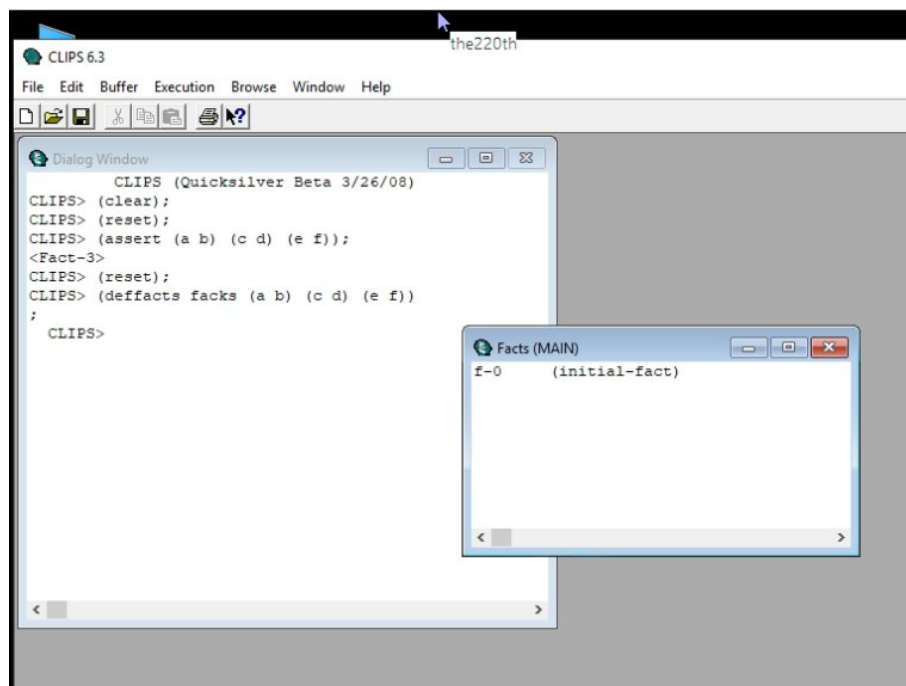 the220th
CLIPS 6.3
File Edit Buffer Execution Browse Window Help
Dialog Window
CLIPS (Quicksilver Beta 3/26/08)
CLIPS> (clear);
CLIPS> (reset);
CLIPS> (assert (a b) (c d) (e f));
<Fact-3>
CLIPS> (reset);
CLIPS> (deffacts facks (a b) (c d) (e f))
;
CLIPS>
Facts (MAIN)
f-0 (initial-fact)